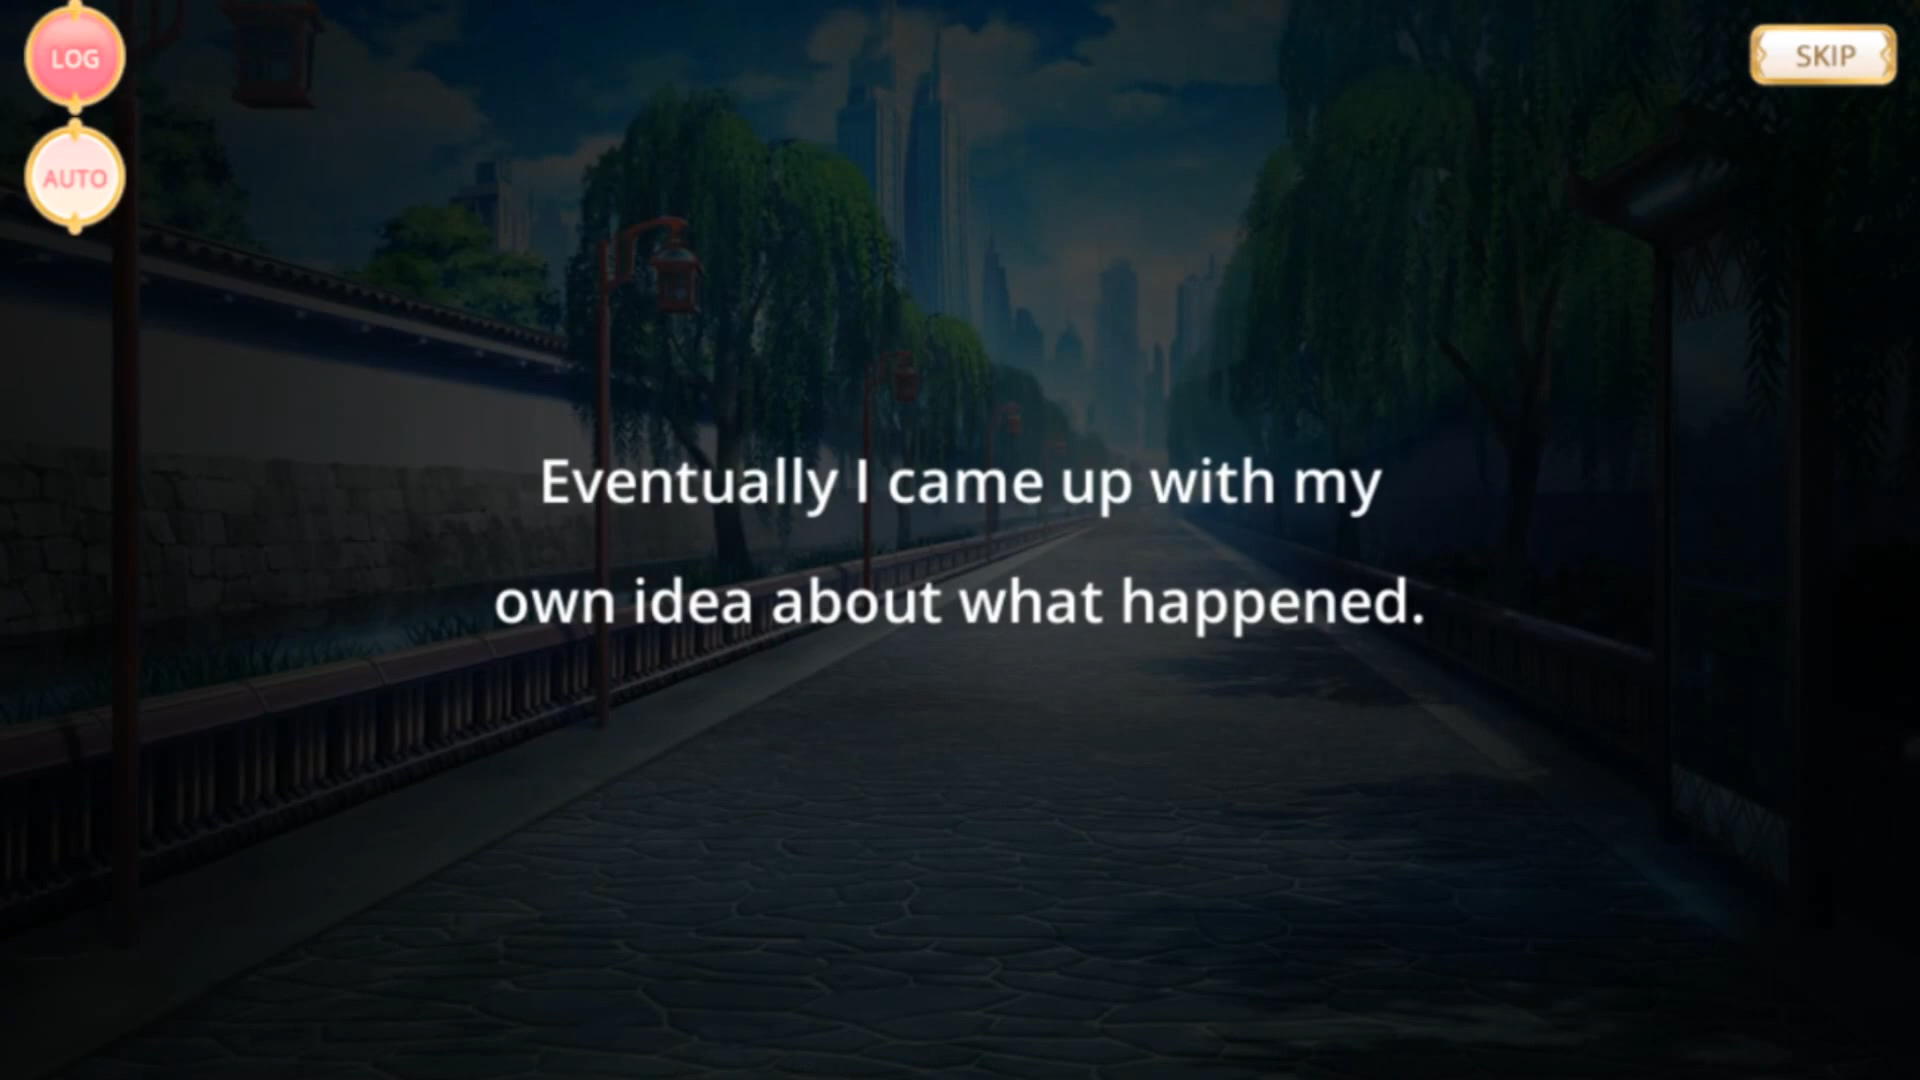 LOG
SKIP
AUTO
Eventually I came up with my
own idea about what happened.